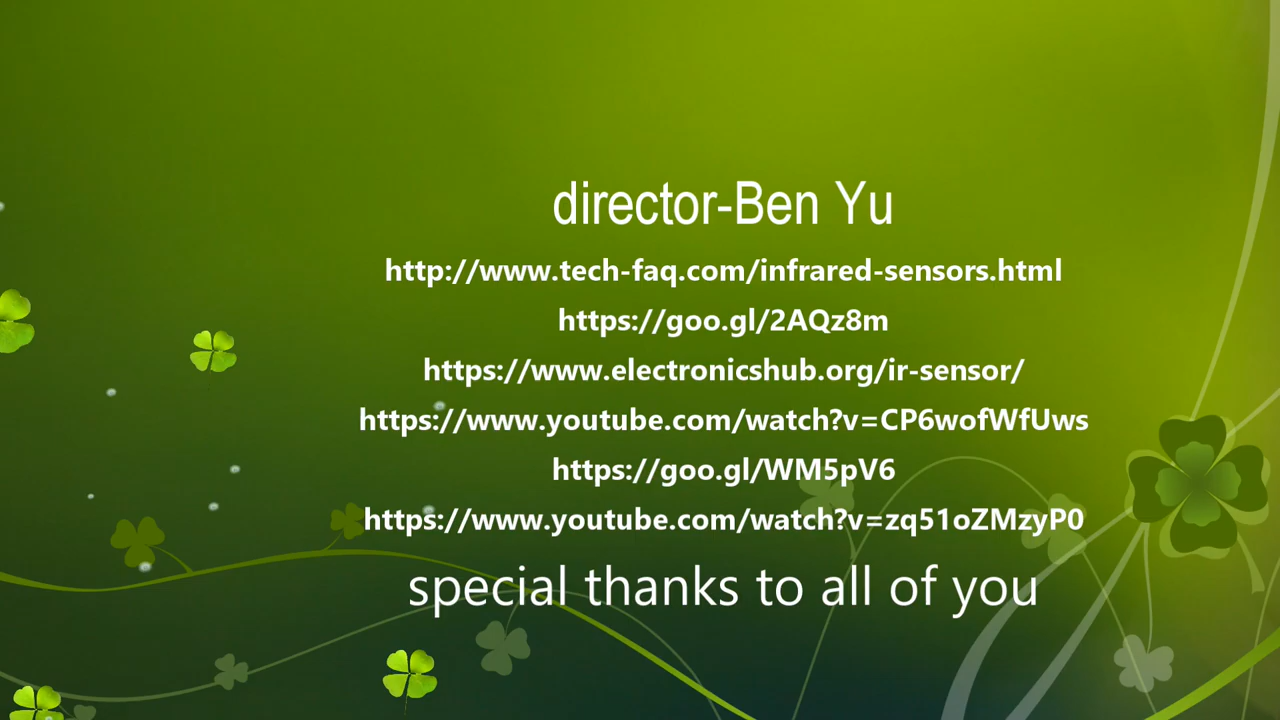 director-Ben Yu
http://www.tech-faq.com/infrared-sensors.html
https://goo.gl/2AQz8m
https://www.electronicshub.org/ir-sensor/
https://www.youtube.com/watch?v=CP6wofWfUws
https://goo.gl/WM5pV6
https://www.youtube.com/watch?v=zq51oZMzyP0
special thanks to all of you